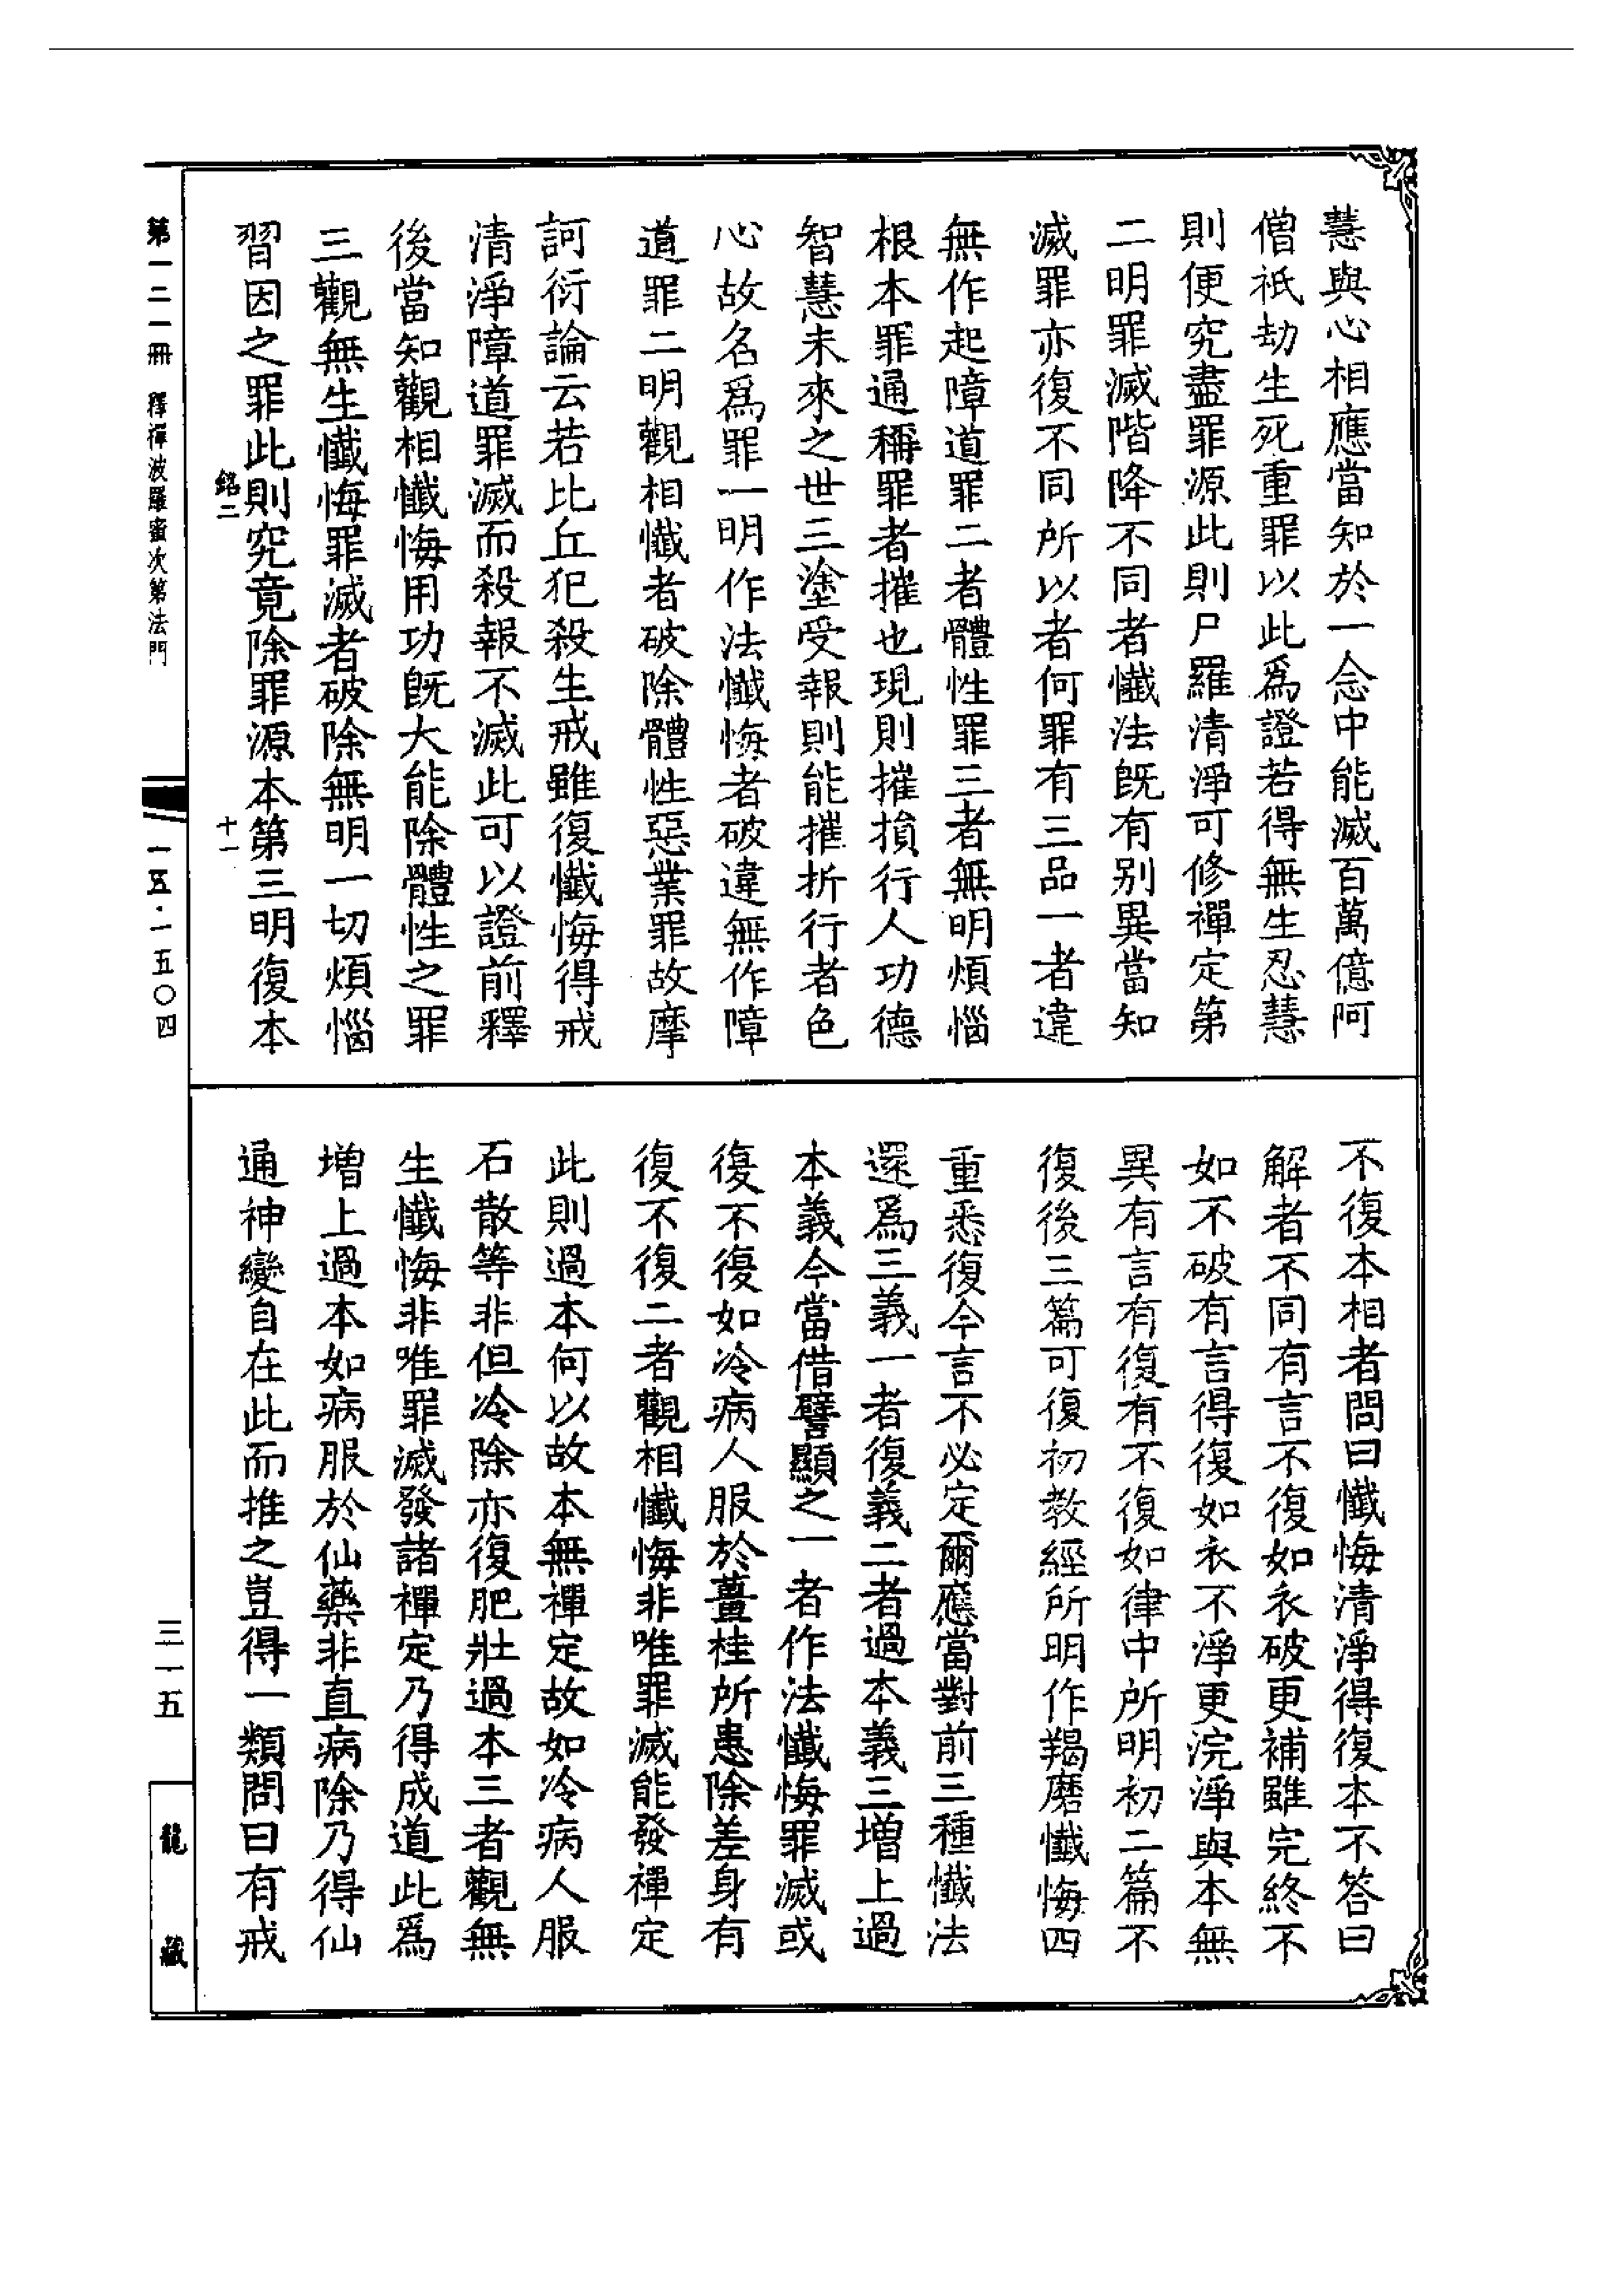 慧與心相應當知於一念中能滅百萬億阿
僧祇劫生死重罪以此爲證若得無生忍慧
則便究盡罪源此則尸羅清淨可修禪定第
二明罪滅階降不同者懺法旣有别異當知
滅罪亦復不同所以者何罪有三品一者違
無作起障道罪二者體性罪三者無明煩惱
根本罪通稱罪者摧也現則摧損行人功德
智慧未來之世三塗受報則能摧折行者色
心故名爲罪一明作法懺悔者破違無作障
道罪二明觀相懺者破除體性惡業罪故摩
訶衍論云若比丘犯殺生戒雖復懺悔得戒
清淨障道罪滅而殺報不滅此可以證前釋
後當知觀相懺悔用功旣大能除體性之罪
三觀無生懺悔罪滅者破除無明一切煩惱
習因之罪此則究竟除罪源本第三明復本
銘二 十一
不復本相者問曰懺悔清淨得復本不答曰
解者不同有言不復如衣破更補雖完終不
如不破有言得復如衣不淨更浣淨與本無
異有言有復有不復如律中所明初二篇不
復後三篇可復初教經所明作羯磨懺悔四
重悉復今言不必定爾應當對前三種懺法
還爲三義一者復義二者過本義三增上過
本義今當借譬顯之一者作法懺悔罪滅或
復不復如冷病人服於薑桂所患除差身有
復不復二者觀相懺悔非唯罪滅能發禪定
此則過本何以故本無禪定故如冷病人服
石散等非但冷除亦復肥壯過本三者觀無
生懺悔非唯罪滅發諸禪定乃得成道此爲
增上過本如病服於仙藥非直病除乃得仙
通神變自在此而推之豈得一類問曰有戒
第一二一冊 釋禪波羅蜜次第法門 一五·一五〇四 三一五 龍藏